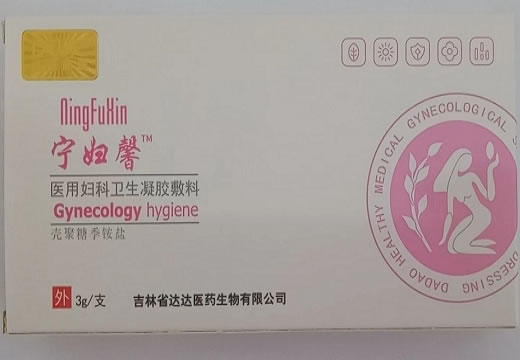 NingFuXin
宁妇馨™
医用妇科卫生凝胶敷料
Gynecology hygiene
壳聚糖季铵盐
外 3g/支
吉林省达达医药生物有限公司
DADAO HEALTHY MEDICAL GYNECOLOGICAL
DRESSING